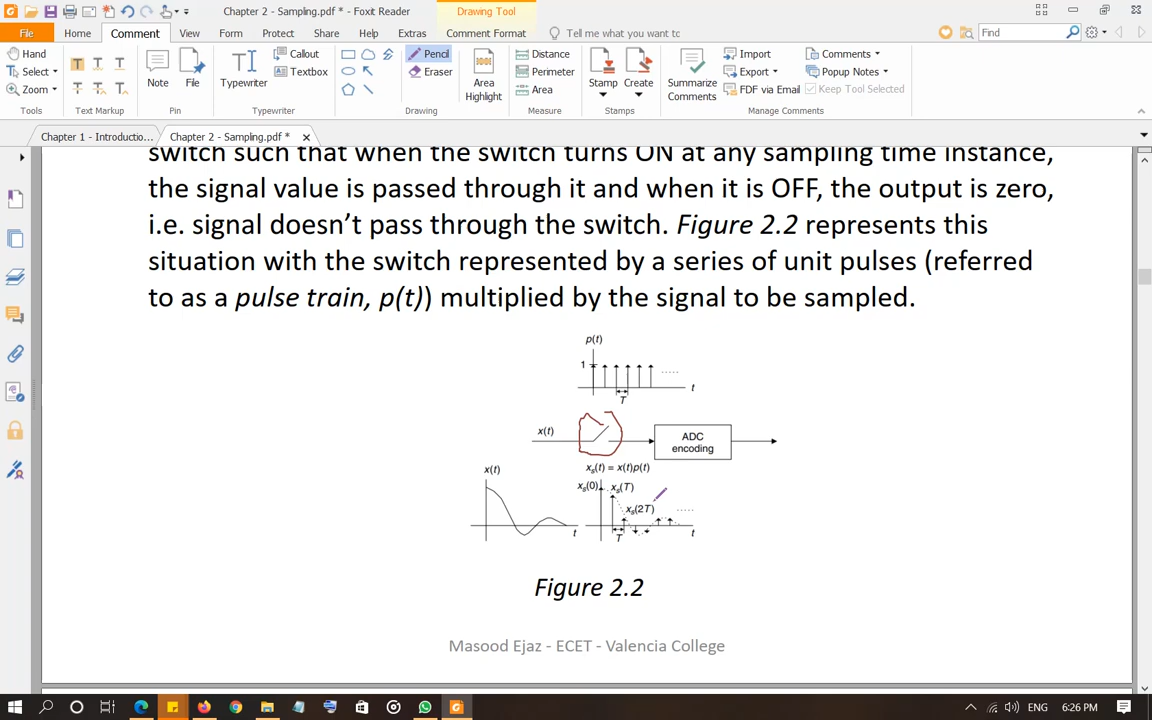 Chapter 2 - Sampling.pdf * - Foxit Reader
Drawing Tool
File
Home
Comment
View
Form
Protect
Share
Help
Extras
Comment Format
Tell me what you want to do
Find
Hand
Select
Zoom
Tools
T T T
T T T
Text Markup
Note
File
Pin
Typewriter
Callout
Textbox
Typewriter
Pencil
Eraser
Drawing
Area Highlight
Distance
Perimeter
Area
Measure
Stamp
Create
Stamps
Summarize Comments
Import
Export
FDF via Email
Comments
Popup Notes
Keep Tool Selected
Manage Comments
Chapter 1 - Introductio...
Chapter 2 - Sampling.pdf *
switch such that when the switch turns ON at any sampling time instance,
the signal value is passed through it and when it is OFF, the output is zero,
i.e. signal doesn’t pass through the switch. Figure 2.2 represents this
situation with the switch represented by a series of unit pulses (referred
to as a pulse train, p(t)) multiplied by the signal to be sampled.
p(t)
1
t
T
x(t)
ADC
encoding
xs(t) = x(t)p(t)
x(t)
xs(0)
xs(T)
xs(2T)
t
T
t
Figure 2.2
Masood Ejaz - ECET - Valencia College
ENG
6:26 PM